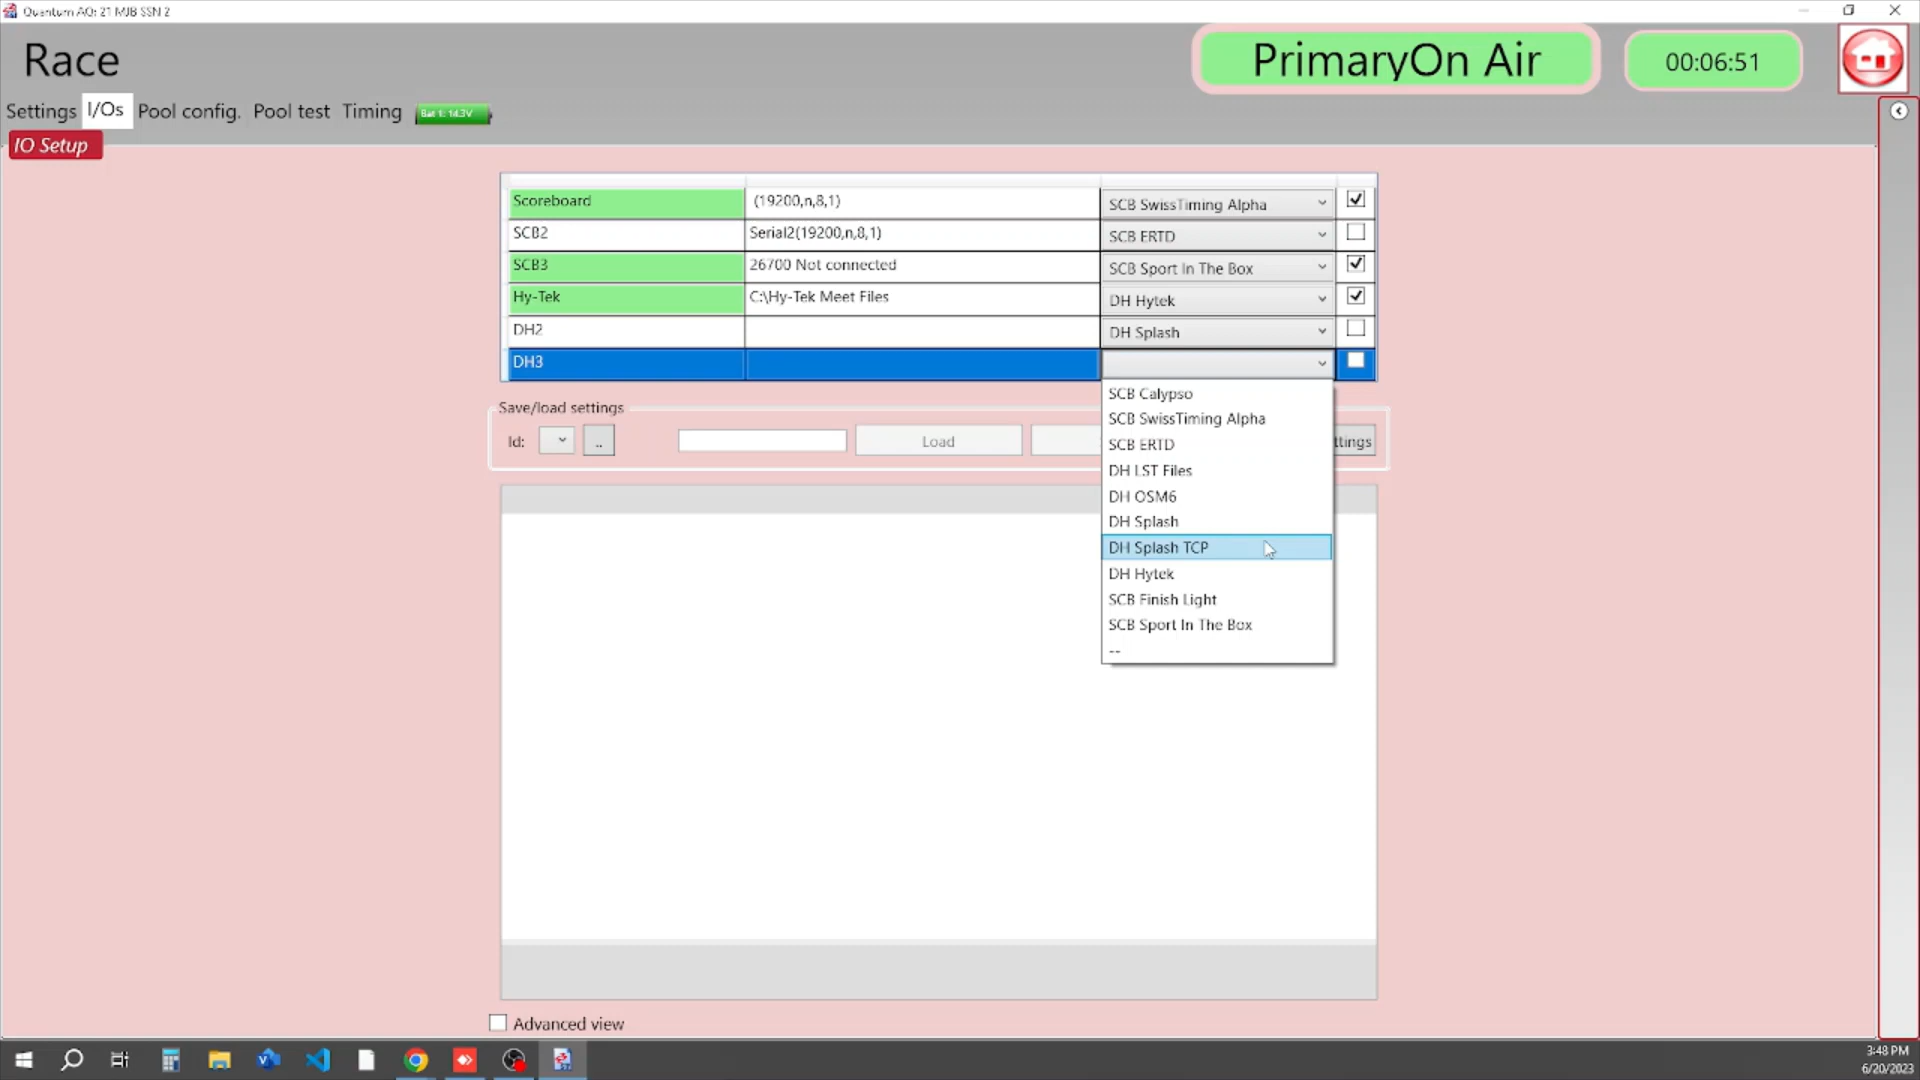 Quantum AQ: 21 MJB SSN 2
Race
PrimaryOn Air
00:06:51
Settings I/Os Pool config. Pool test Timing Bat 1: 14.3V
IO Setup
Scoreboard (19200,n,8,1) SCB SwissTiming Alpha
SCB2 Serial2(19200,n,8,1) SCB ERTD
SCB3 26700 Not connected SCB Sport In The Box
Hy-Tek C:\Hy-Tek Meet Files DH Hytek
DH2 DH Splash
DH3
SCB Calypso
SCB SwissTiming Alpha
SCB ERTD
DH LST Files
DH OSM6
DH Splash
DH Splash TCP
DH Hytek
SCB Finish Light
SCB Sport In The Box
--
Save/load settings
Id: .. Load ttings
Advanced view
3:48 PM
6/20/2023